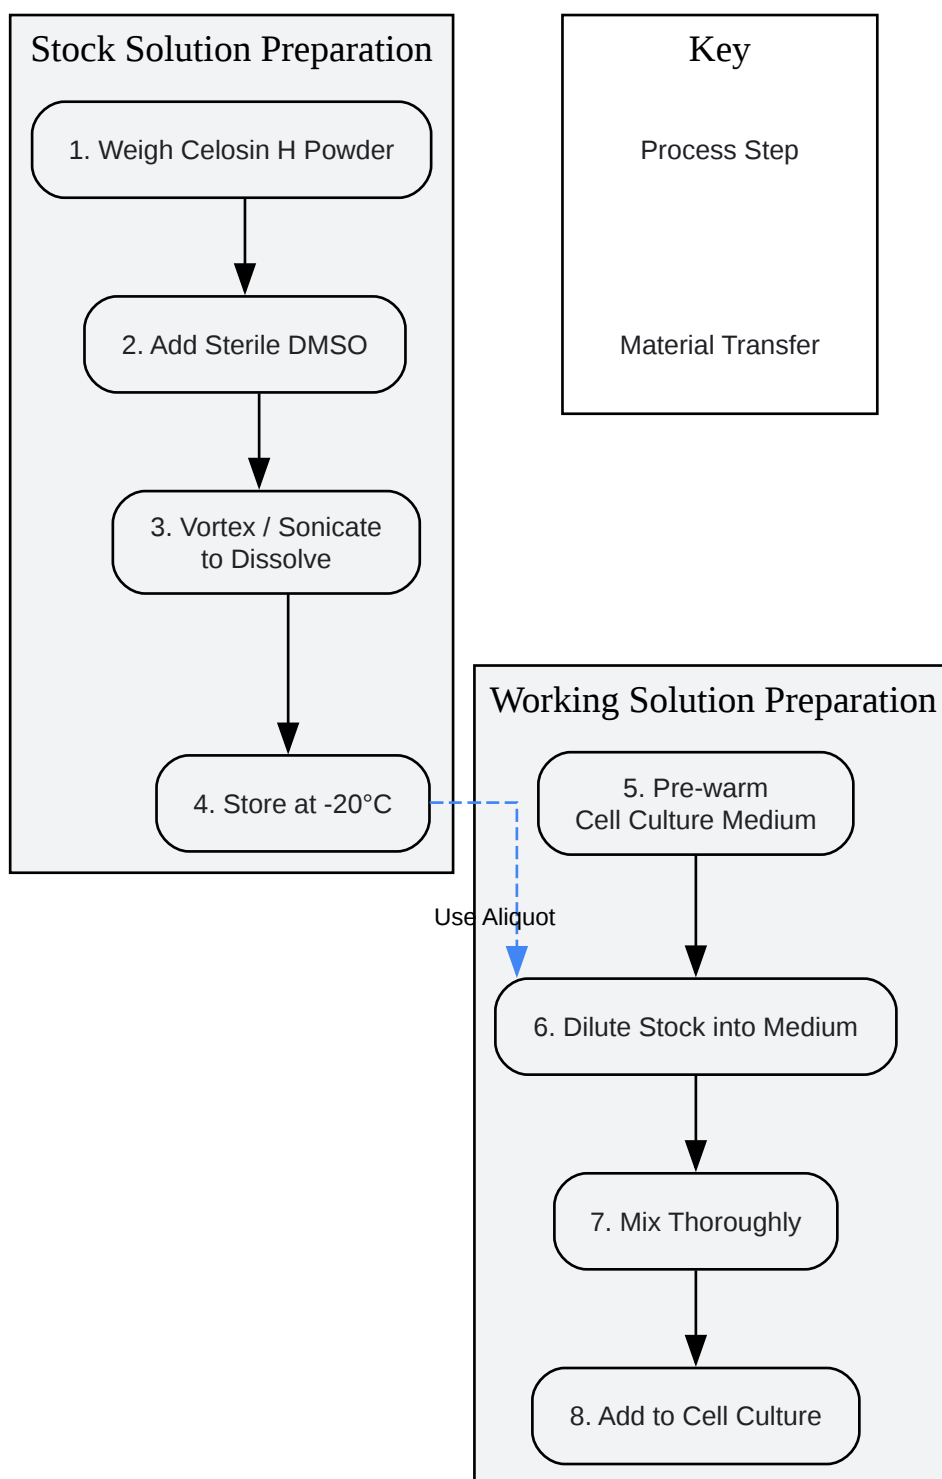 Stock Solution Preparation
1. Weigh Celosin H Powder
2. Add Sterile DMSO
3. Vortex / Sonicate
to Dissolve
4. Store at -20°C
Key
Process Step
Material Transfer
Use Aliquot
Working Solution Preparation
5. Pre-warm
Cell Culture Medium
6. Dilute Stock into Medium
7. Mix Thoroughly
8. Add to Cell Culture